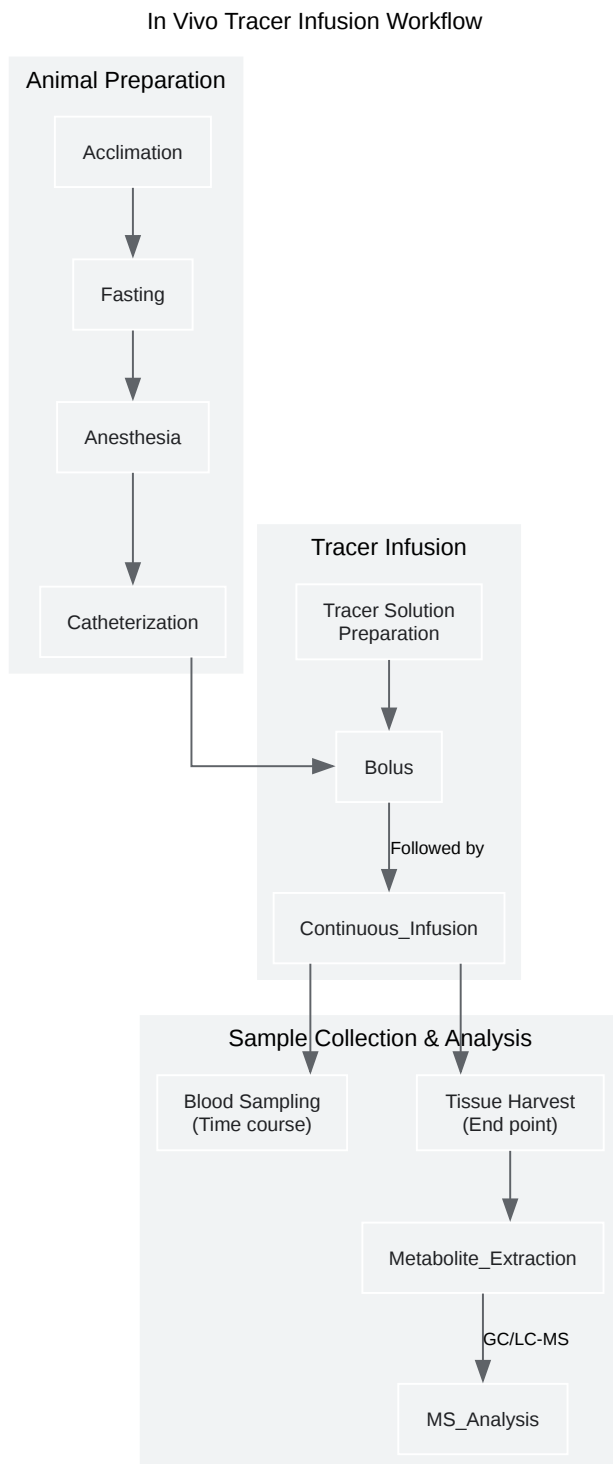 In Vivo Tracer Infusion Workflow
Animal Preparation
Acclimation
Fasting
Anesthesia
Catheterization
Tracer Infusion
Tracer Solution
Preparation
Bolus
Followed by
Continuous_Infusion
Sample Collection & Analysis
Blood Sampling
(Time course)
Tissue Harvest
(End point)
Metabolite_Extraction
GC/LC-MS
MS_Analysis